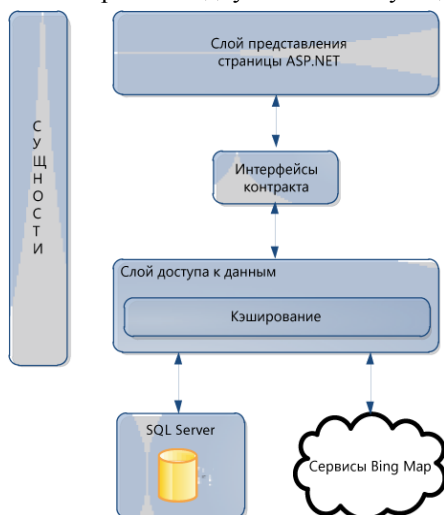 Слой представления
страницы ASP.NET
С
У
Щ
Н
О
С
Т
И
Интерфейсы
контракта
Слой доступа к данным
Кэширование
SQL Server
Сервисы Bing Map